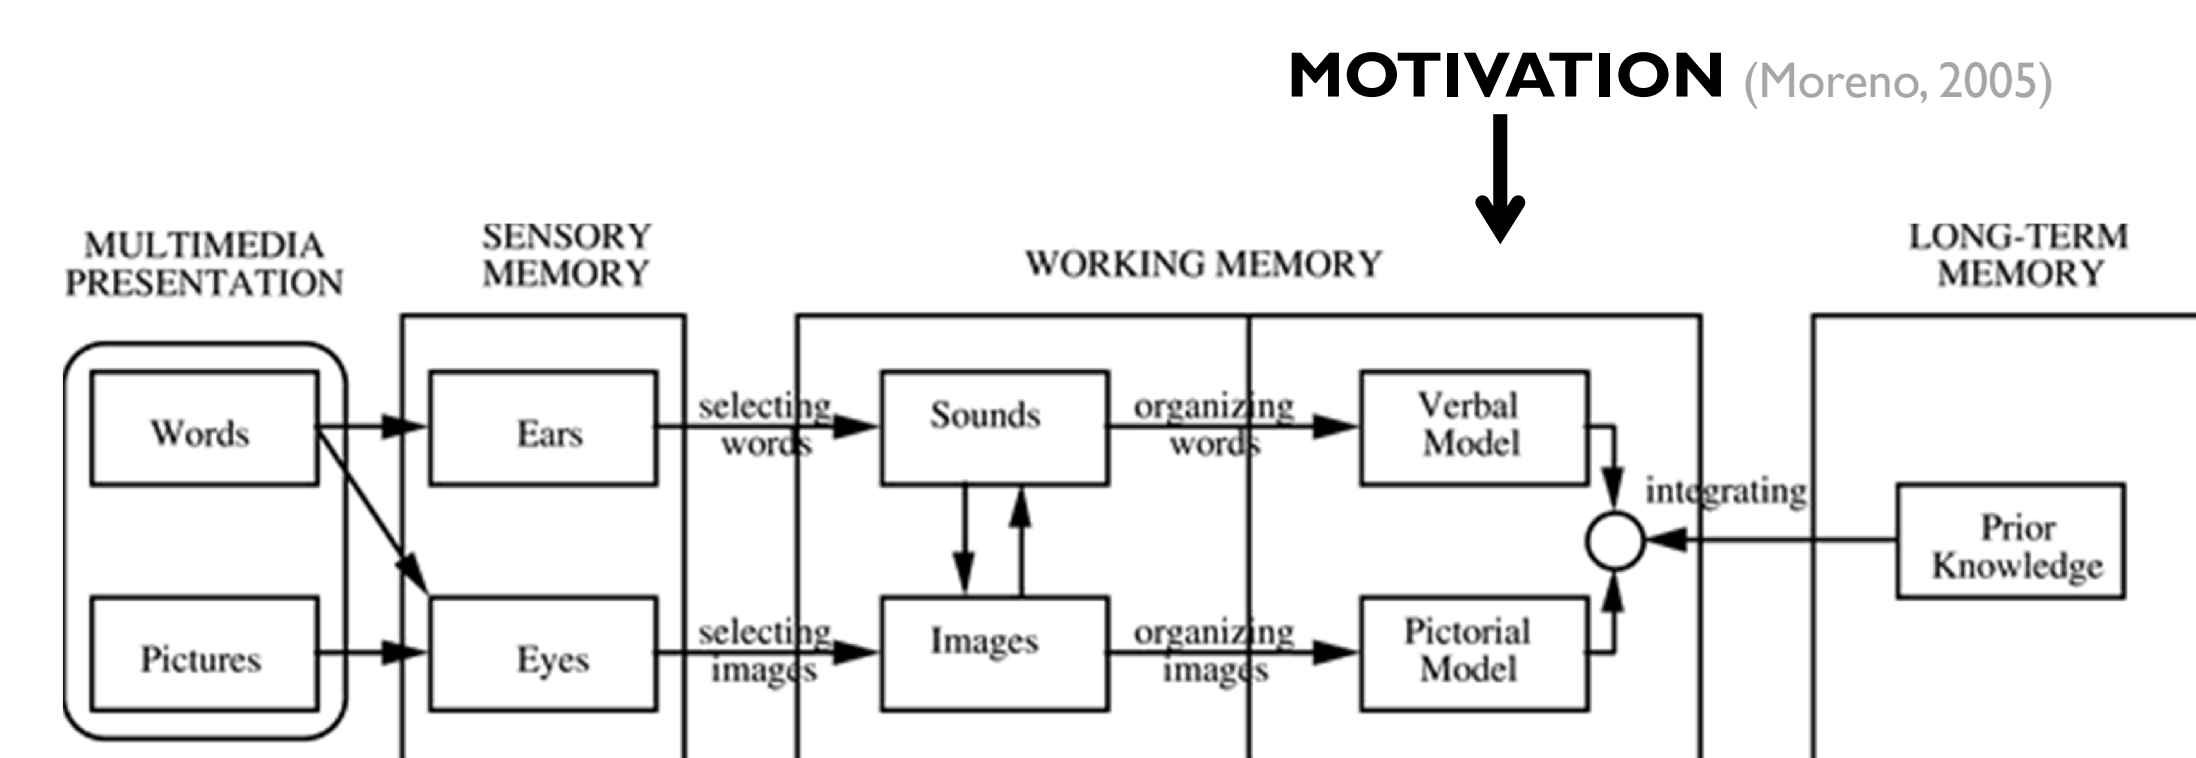 MOTIVATION (Moreno, 2005)
MULTIMEDIA
PRESENTATION
SENSORY
MEMORY
WORKING MEMORY
LONG-TERM
MEMORY
Words
Ears
selecting
words
Sounds
organizing
words
Verbal
Model
integrating
Prior
Knowledge
Pictures
Eyes
selecting
images
Images
organizing
images
Pictorial
Model